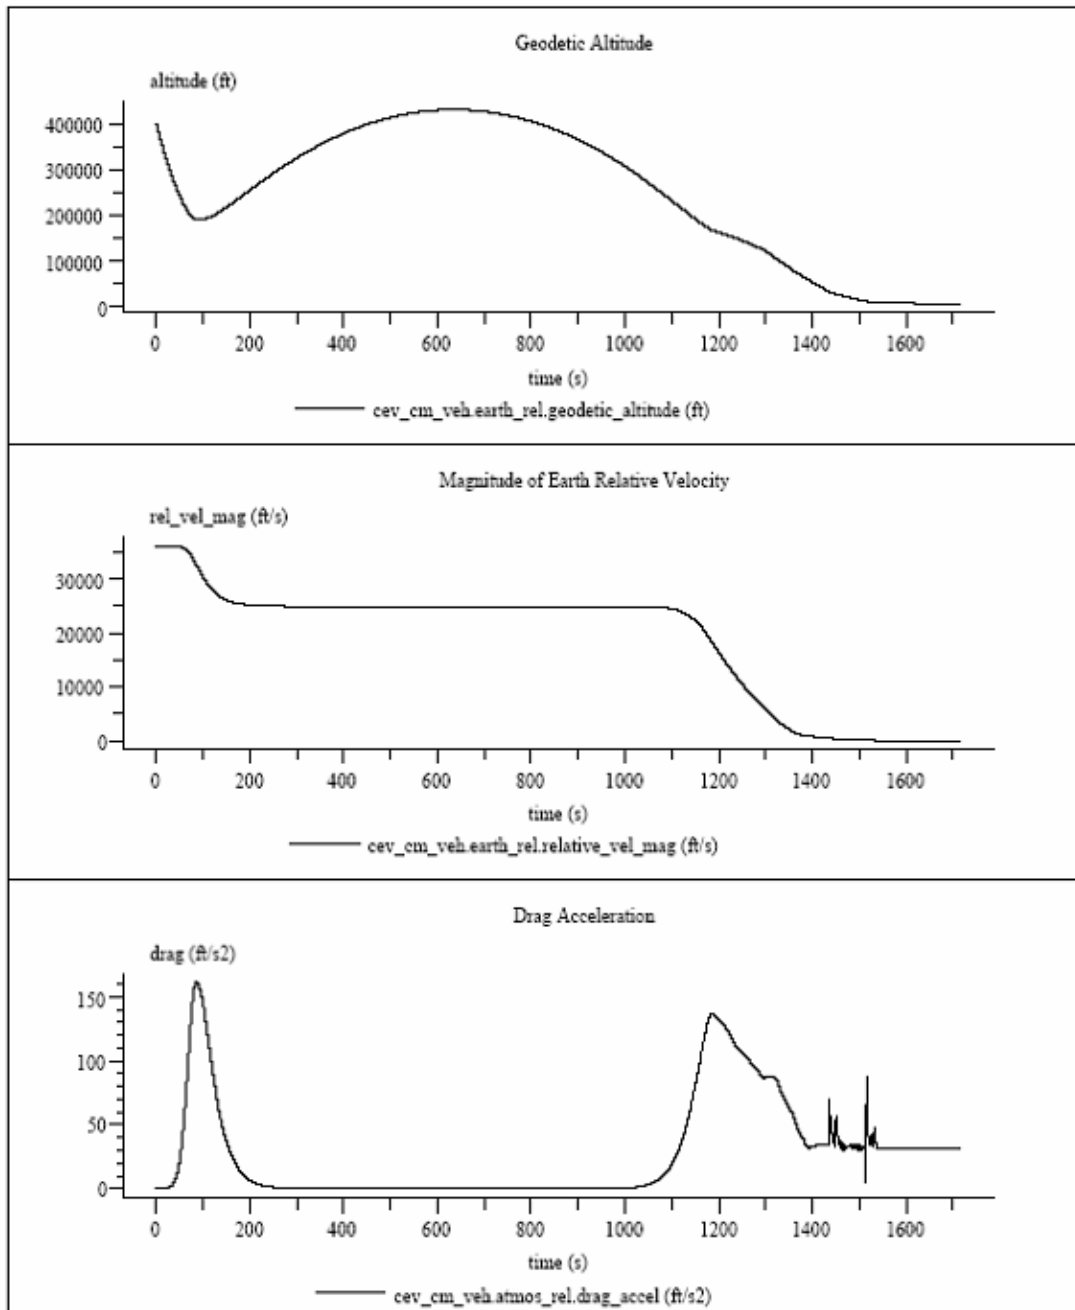 Geodetic Altitude
altitude (ft)
400000
300000
200000
100000
0
0 200 400 600 800 1000 1200 1400 1600
time (s)
cev_cm_veh.earth_rel.geodetic_altitude (ft)
Magnitude of Earth Relative Velocity
rel_vel_mag (ft/s)
30000
20000
10000
0
0 200 400 600 800 1000 1200 1400 1600
time (s)
cev_cm_veh.earth_rel.relative_vel_mag (ft/s)
Drag Acceleration
drag (ft/s2)
150
100
50
0
0 200 400 600 800 1000 1200 1400 1600
time (s)
cev_cm_veh.atmos_rel.drag_accel (ft/s2)